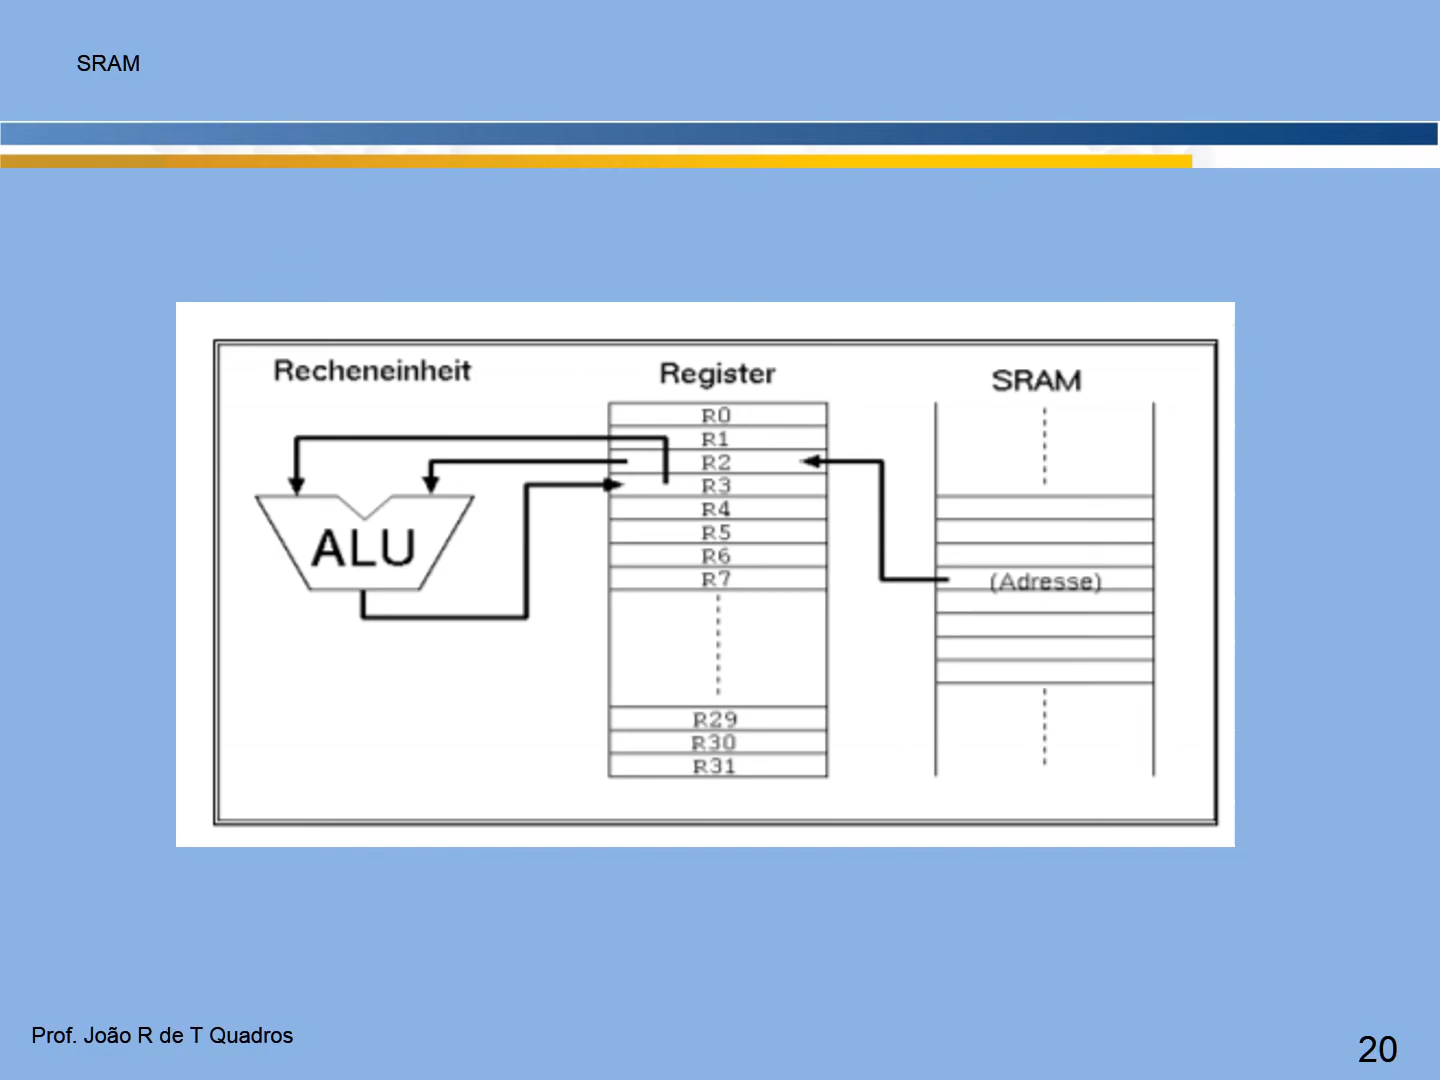 SRAM
Recheneinheit
Register
SRAM
R0
R1
R2
R3
R4
R5
R6
R7
R29
R30
R31
ALU
(Adresse)
Prof. João R de T Quadros
20